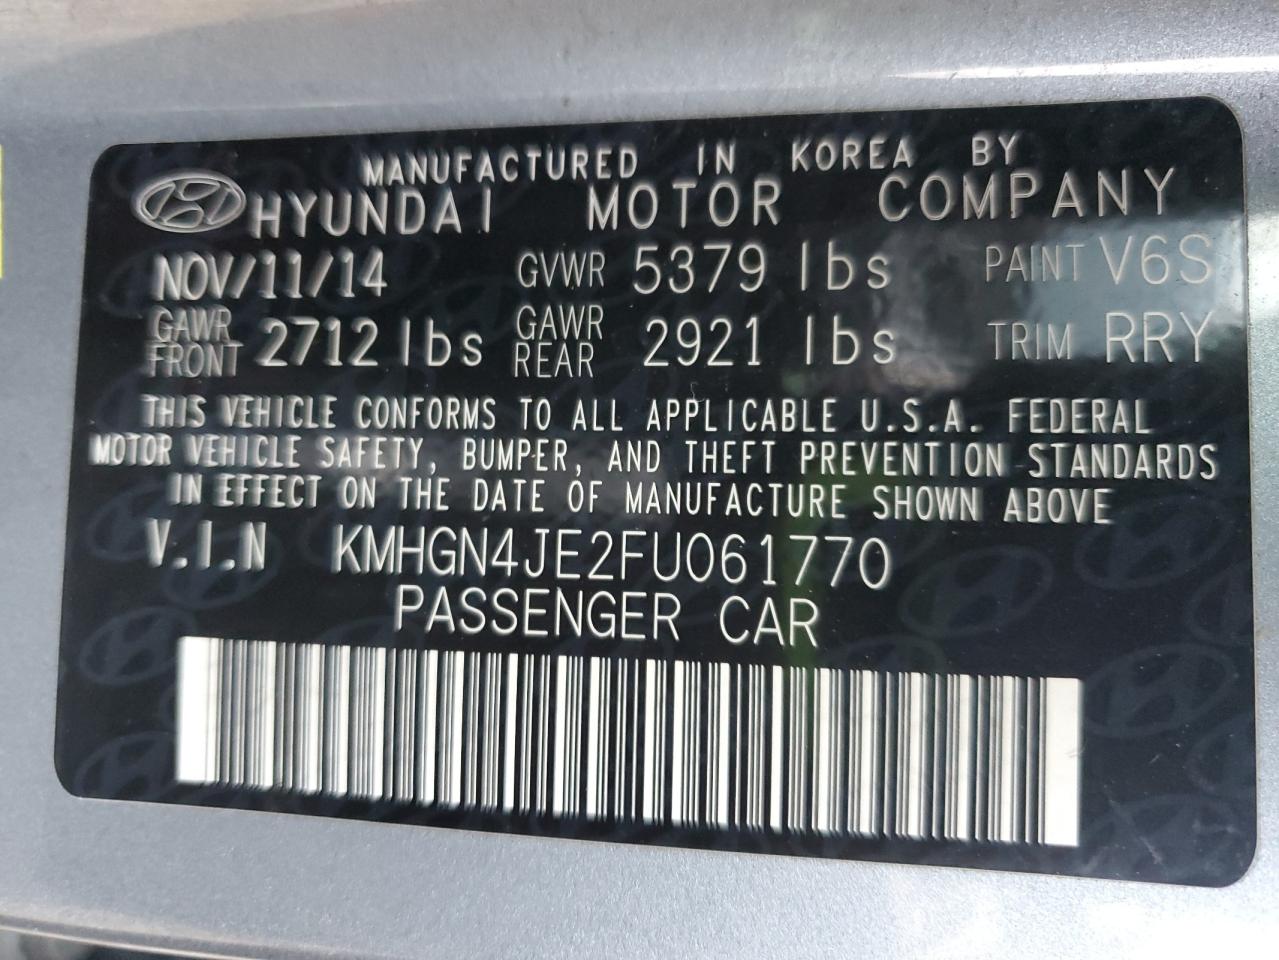 MANUFACTURED IN KOREA BY
HYUNDAI MOTOR COMPANY
NOV/11/14 GVWR 5379 lbs PAINT V6S
GAWR FRONT 2712 lbs GAWR REAR 2921 lbs TRIM RRY
THIS VEHICLE CONFORMS TO ALL APPLICABLE U.S.A. FEDERAL
MOTOR VEHICLE SAFETY, BUMPER, AND THEFT PREVENTION STANDARDS
IN EFFECT ON THE DATE OF MANUFACTURE SHOWN ABOVE
V.I.N KMHGN4JE2FU061770
PASSENGER CAR